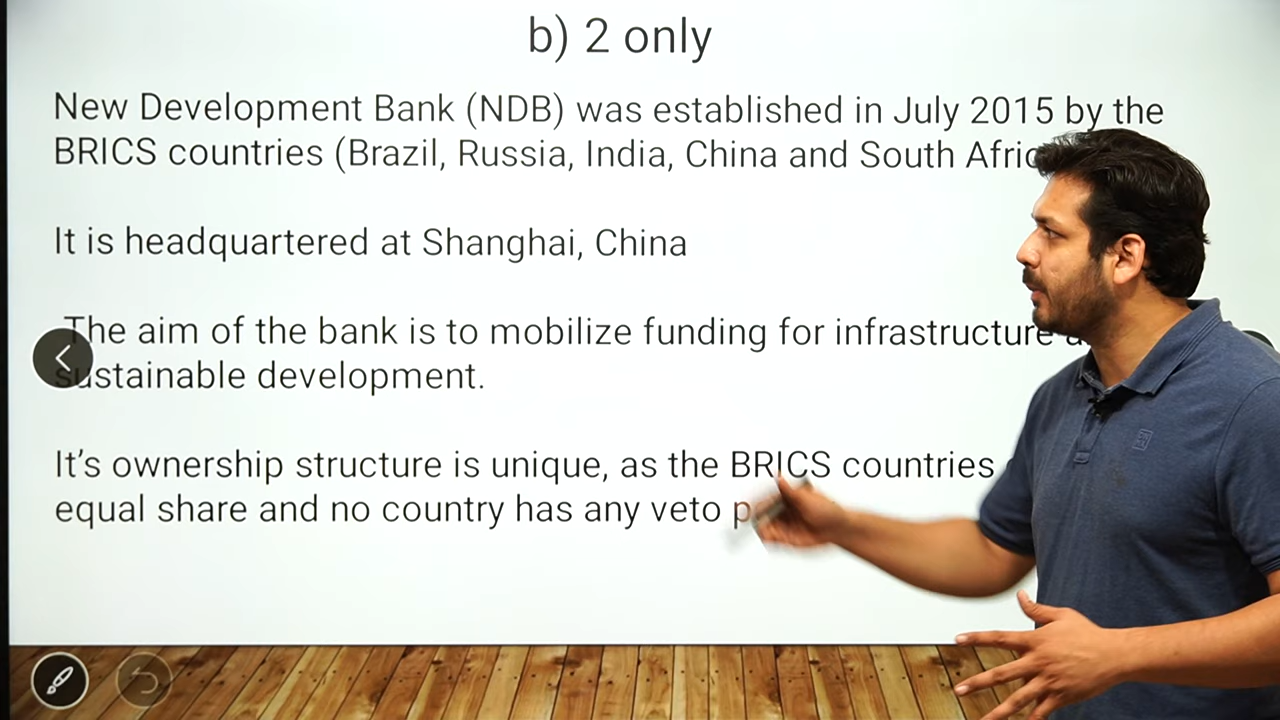 b) 2 only
New Development Bank (NDB) was established in July 2015 by the
BRICS countries (Brazil, Russia, India, China and South
It is headquartered at Shanghai, China
The aim of the bank is to mobilize funding for infrastructure
sustainable development.
It's ownership structure is unique, as the BRICS countries
equal share and no country has any veto